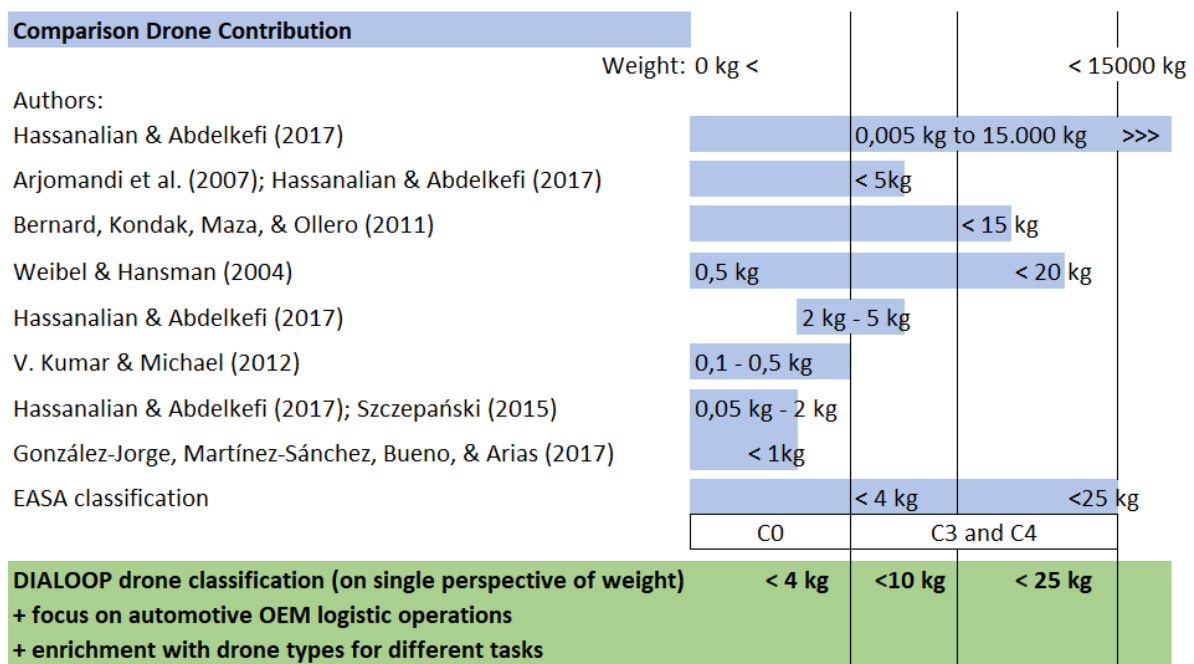 Comparison Drone Contribution
Weight: 0 kg < < 15000 kg
Authors:
Hassanalian & Abdelkefi (2017) 0,005 kg to 15.000 kg >>>
Arjomandi et al. (2007); Hassanalian & Abdelkefi (2017) < 5kg
Bernard, Kondak, Maza, & Ollero (2011) < 15 kg
Weibel & Hansman (2004) 0,5 kg < 20 kg
Hassanalian & Abdelkefi (2017) 2 kg - 5 kg
V. Kumar & Michael (2012) 0,1 - 0,5 kg
Hassanalian & Abdelkefi (2017); Szczepański (2015) 0,05 kg - 2 kg
González-Jorge, Martínez-Sánchez, Bueno, & Arias (2017) < 1kg
EASA classification < 4 kg <25 kg
C0 C3 and C4
DIALOOP drone classification (on single perspective of weight) < 4 kg <10 kg < 25 kg
+ focus on automotive OEM logistic operations
+ enrichment with drone types for different tasks